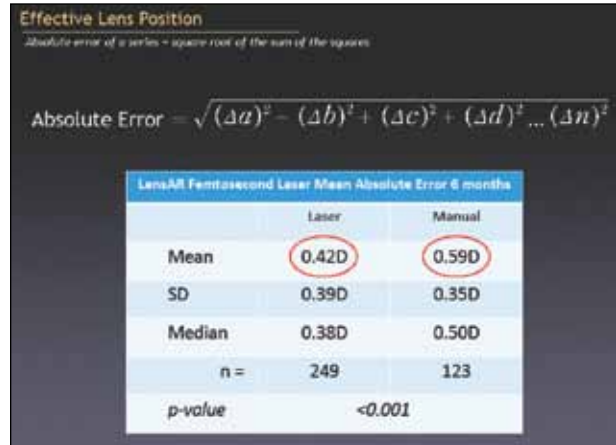 Effective Lens Position
Absolute error of a series = square root of the sum of the squares
Absolute Error = √(Δa)² − (Δb)² + (Δc)² + (Δd)² ... (Δn)²
LensAR Femtosecond Laser Mean Absolute Error 6 months
Laser Manual
Mean 0.42D 0.59D
SD 0.39D 0.35D
Median 0.38D 0.50D
n = 249 123
p-value <0.001